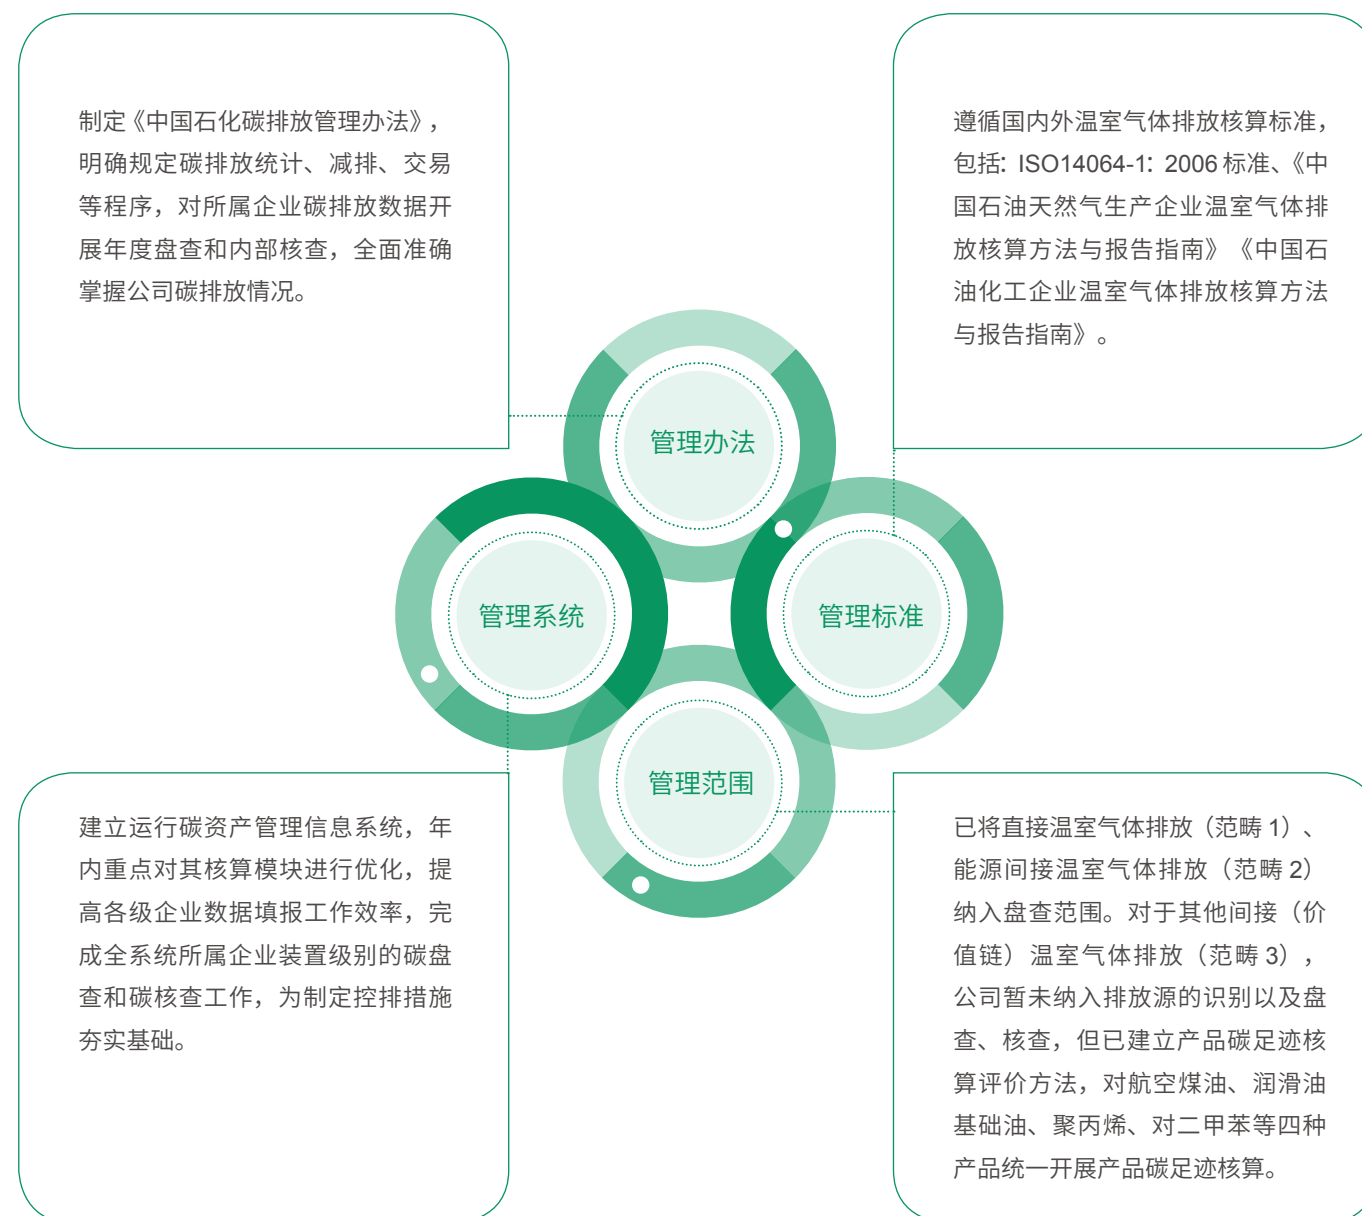 制定《中国石化碳排放管理办法》，
明确规定碳排放统计、减排、交易
等程序，对所属企业碳排放数据开
展年度盘查和内部核查，全面准确
掌握公司碳排放情况。
遵循国内外温室气体排放核算标准，
包括：ISO14064-1：2006 标准、《中
国石油天然气生产企业温室气体排
放核算方法与报告指南》《中国石
油化工企业温室气体排放核算方法
与报告指南》。
管理办法
管理系统
管理标准
管理范围
建立运行碳资产管理信息系统，年
内重点对其核算模块进行优化，提
高各级企业数据填报工作效率，完
成全系统所属企业装置级别的碳盘
查和碳核查工作，为制定控排措施
夯实基础。
已将直接温室气体排放（范畴 1）、
能源间接温室气体排放（范畴 2）
纳入盘查范围。对于其他间接（价
值链）温室气体排放（范畴 3），
公司暂未纳入排放源的识别以及盘
查、核查，但已建立产品碳足迹核
算评价方法，对航空煤油、润滑油
基础油、聚丙烯、对二甲苯等四种
产品统一开展产品碳足迹核算。